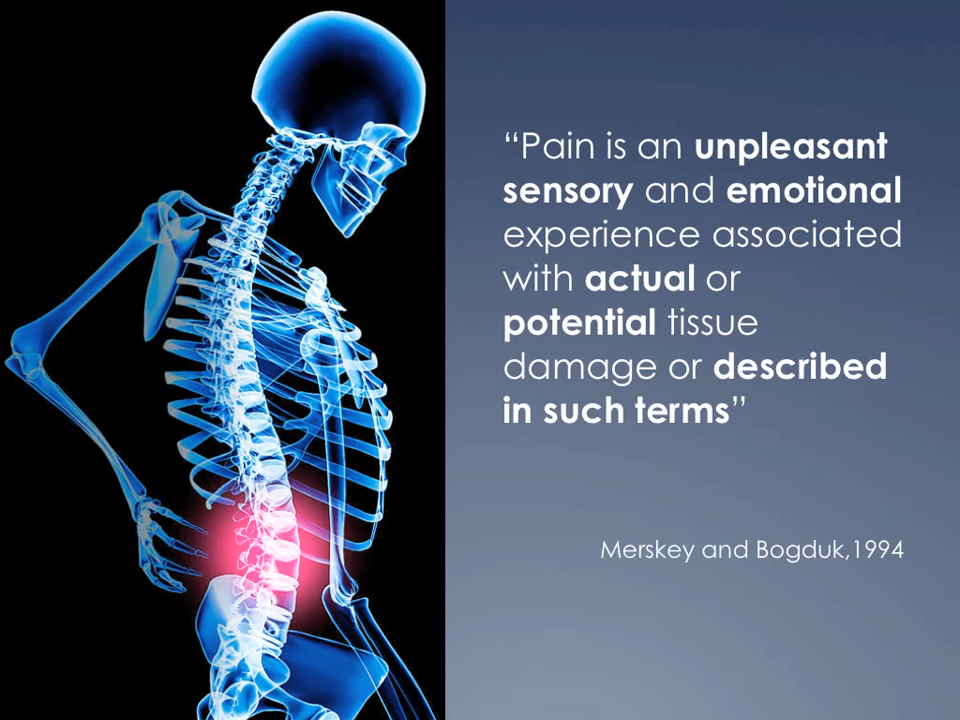 “Pain is an unpleasant
sensory and emotional
experience associated
with actual or
potential tissue
damage or described
in such terms”
Merskey and Bogduk,1994